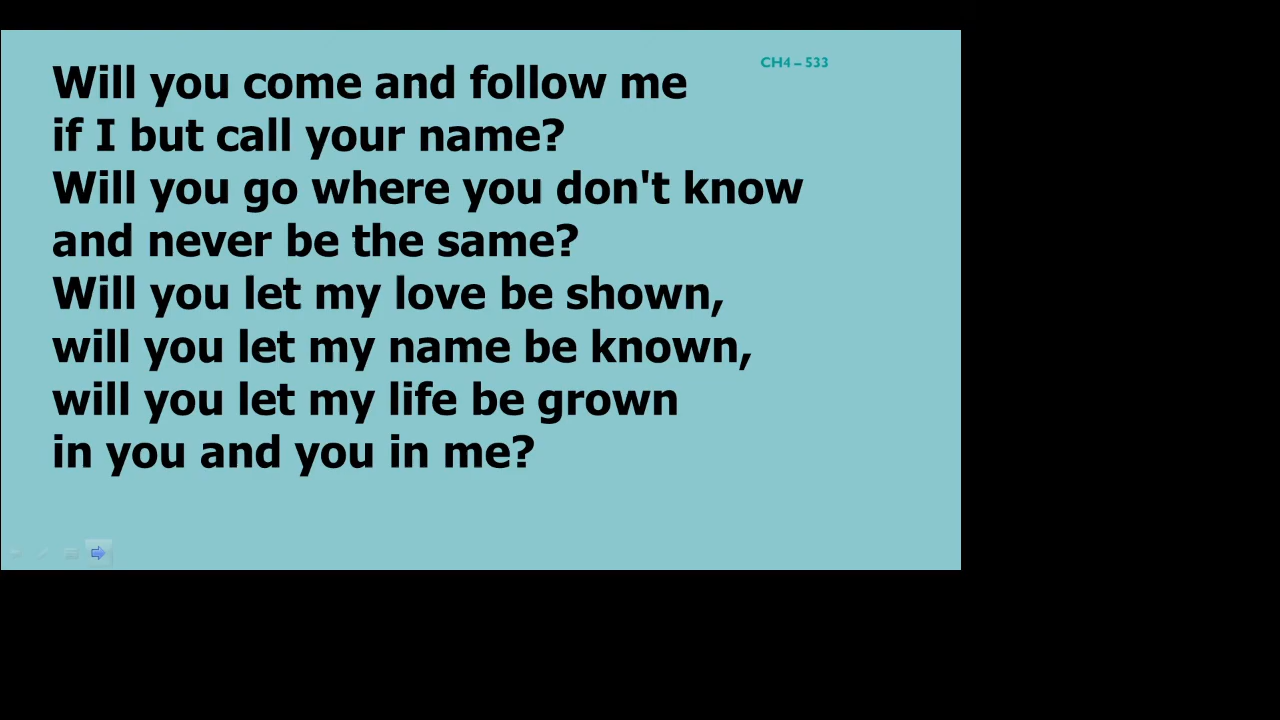 CH4 – 533
Will you come and follow me
if I but call your name?
Will you go where you don't know
and never be the same?
Will you let my love be shown,
will you let my name be known,
will you let my life be grown
in you and you in me?